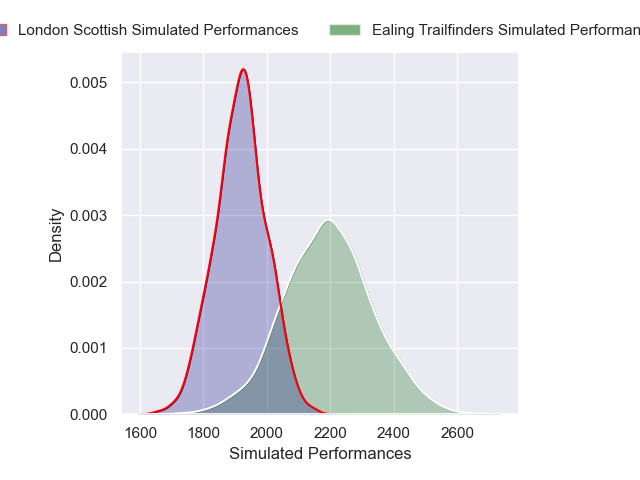 London Scottish Simulated Performances
Ealing Trailfinders Simulated Performan
0.005
0.004
0.003
0.002
0.001
0.000
Density
1600 1800 2000 2200 2400 2600
Simulated Performances